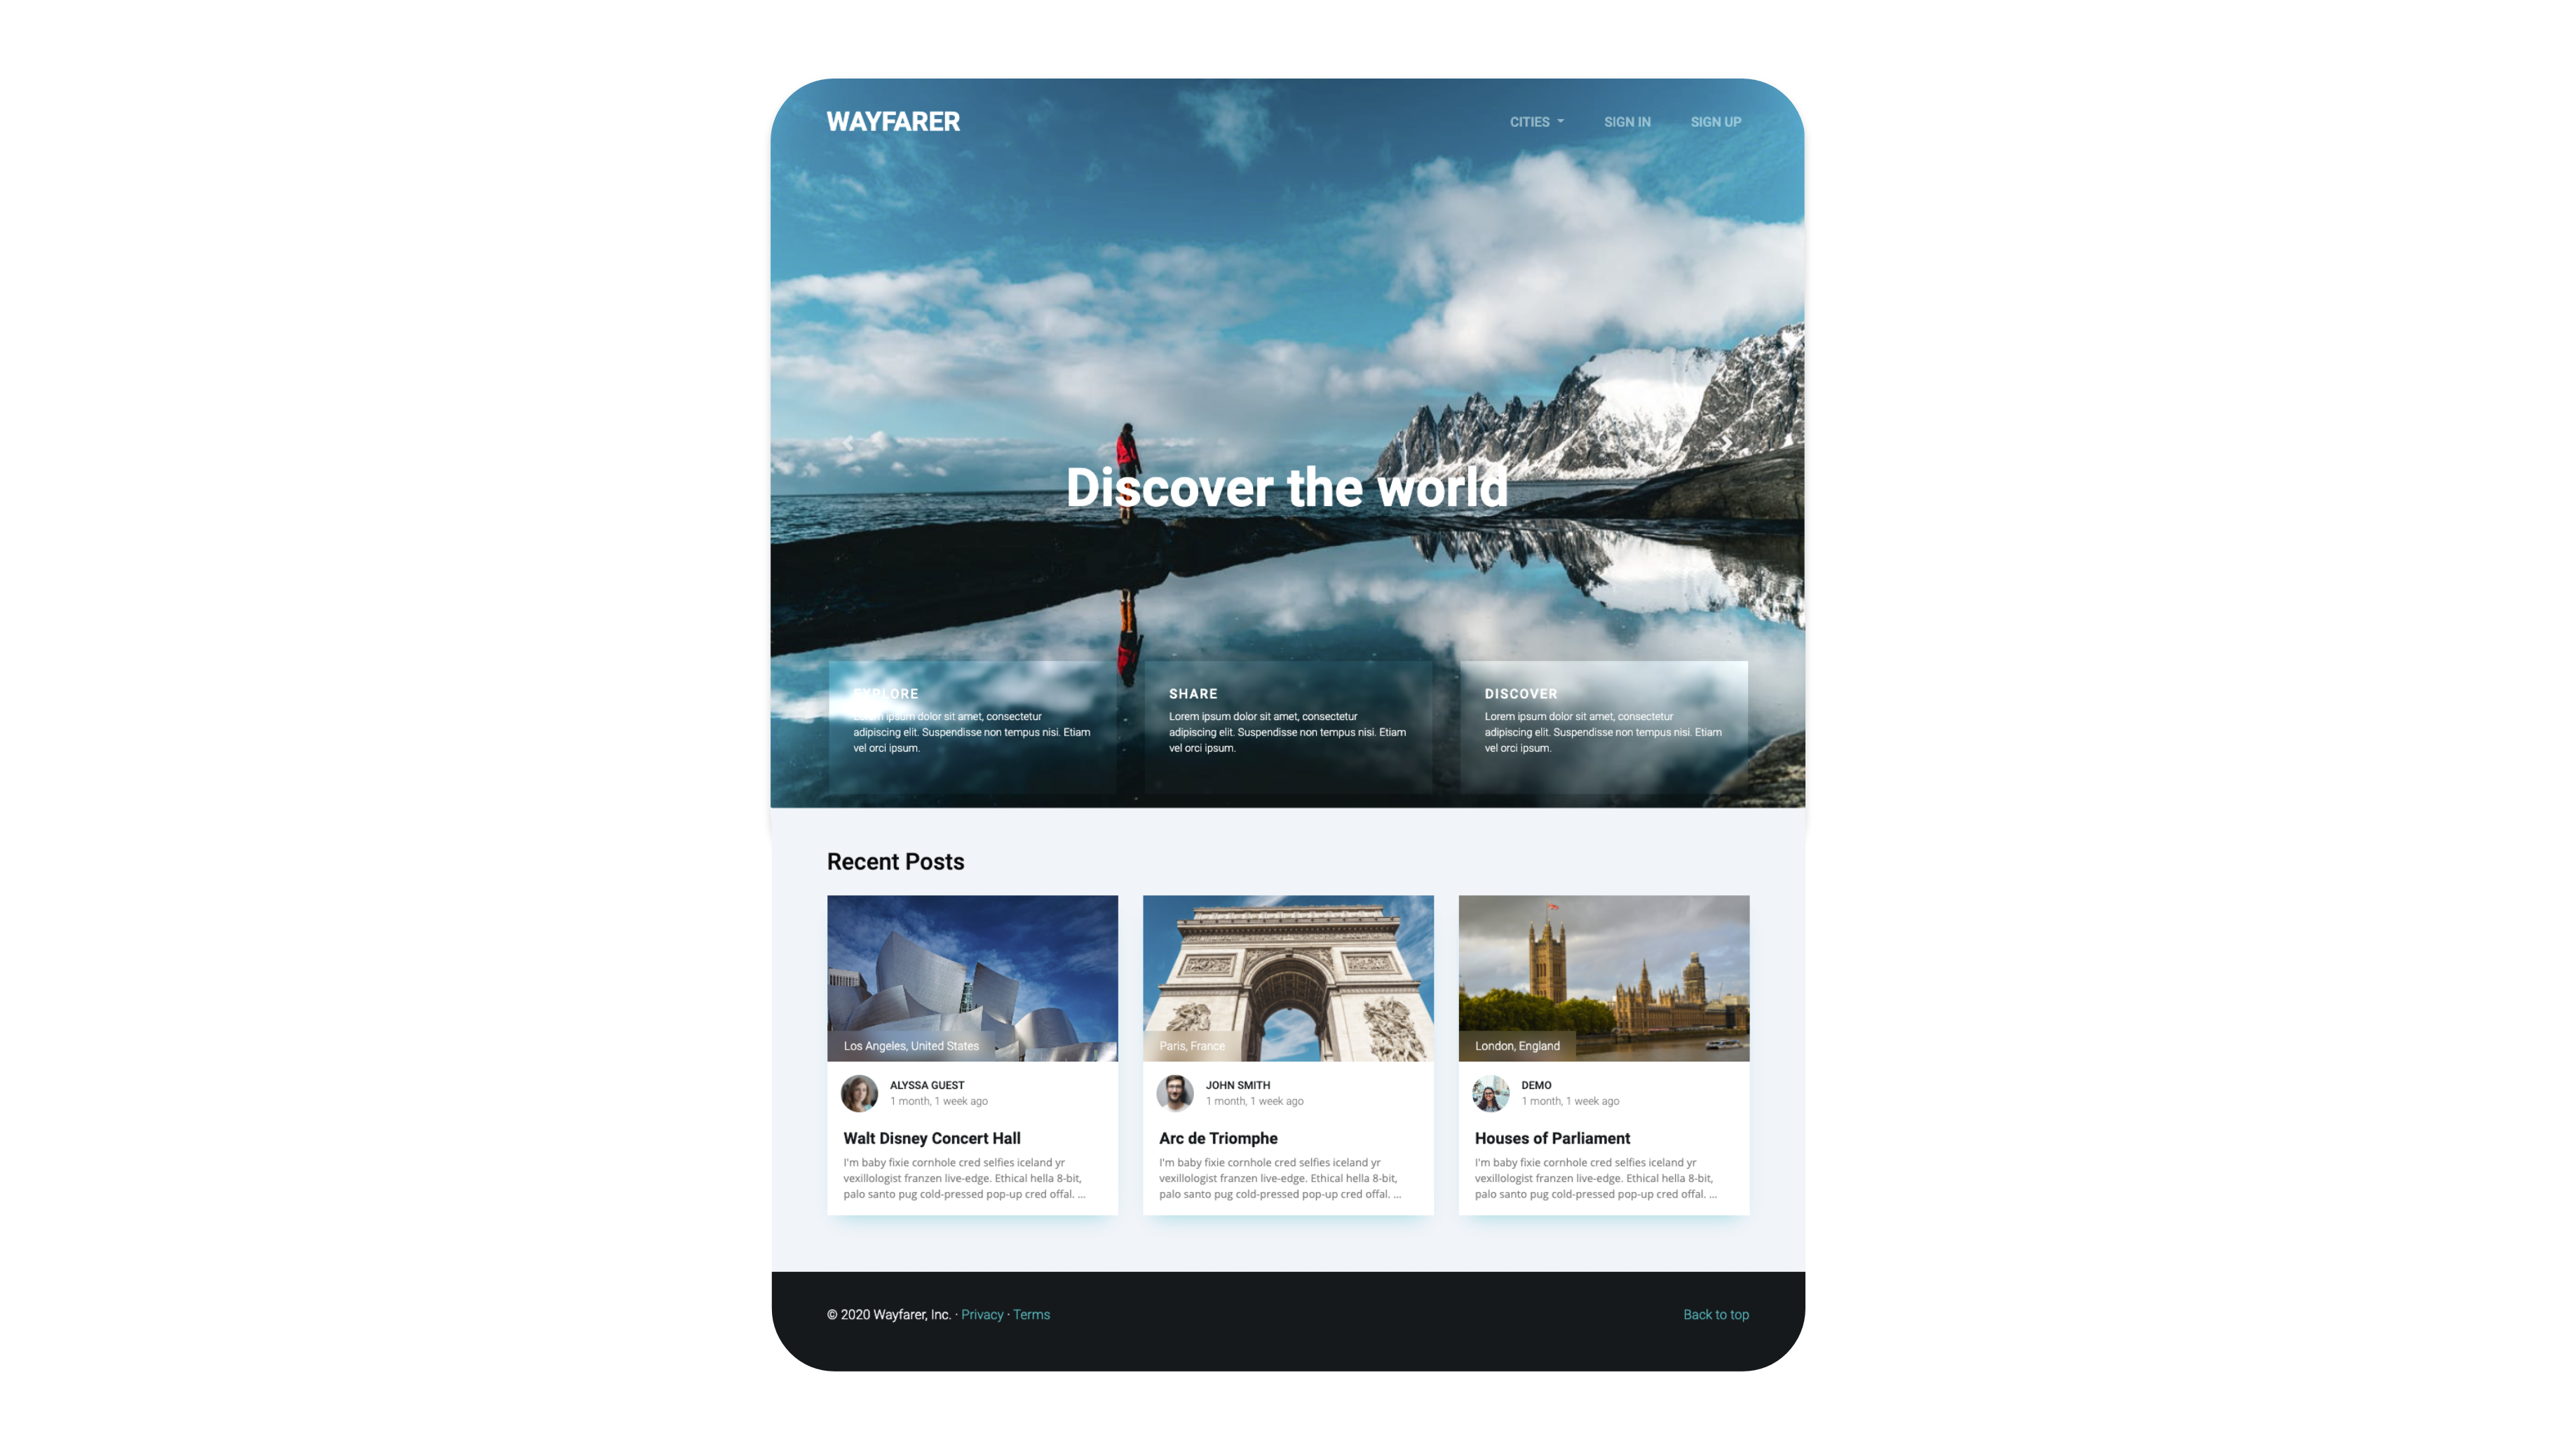 WAYFARER
CITIES
SIGN IN
SIGN UP
Discover the world
EXPLORE
Lorem ipsum dolor sit amet, consectetur
adipiscing elit. Suspendisse non tempus nisi. Etiam
vel orci ipsum.
SHARE
Lorem ipsum dolor sit amet, consectetur
adipiscing elit. Suspendisse non tempus nisi. Etiam
vel orci ipsum.
DISCOVER
Lorem ipsum dolor sit amet, consectetur
adipiscing elit. Suspendisse non tempus nisi. Etiam
vel orci ipsum.
Recent Posts
Los Angeles, United States
ALYSSA GUEST
1 month, 1 week ago
Walt Disney Concert Hall
I'm baby fixie cornhole cred selfies iceland yr
vexillologist franzen live-edge. Ethical hella 8-bit,
palo santo pug cold-pressed pop-up cred offal. ...
Paris, France
JOHN SMITH
1 month, 1 week ago
Arc de Triomphe
I'm baby fixie cornhole cred selfies iceland yr
vexillologist franzen live-edge. Ethical hella 8-bit,
palo santo pug cold-pressed pop-up cred offal. ...
London, England
DEMO
1 month, 1 week ago
Houses of Parliament
I'm baby fixie cornhole cred selfies iceland yr
vexillologist franzen live-edge. Ethical hella 8-bit,
palo santo pug cold-pressed pop-up cred offal. ...
© 2020 Wayfarer, Inc. · Privacy · Terms
Back to top